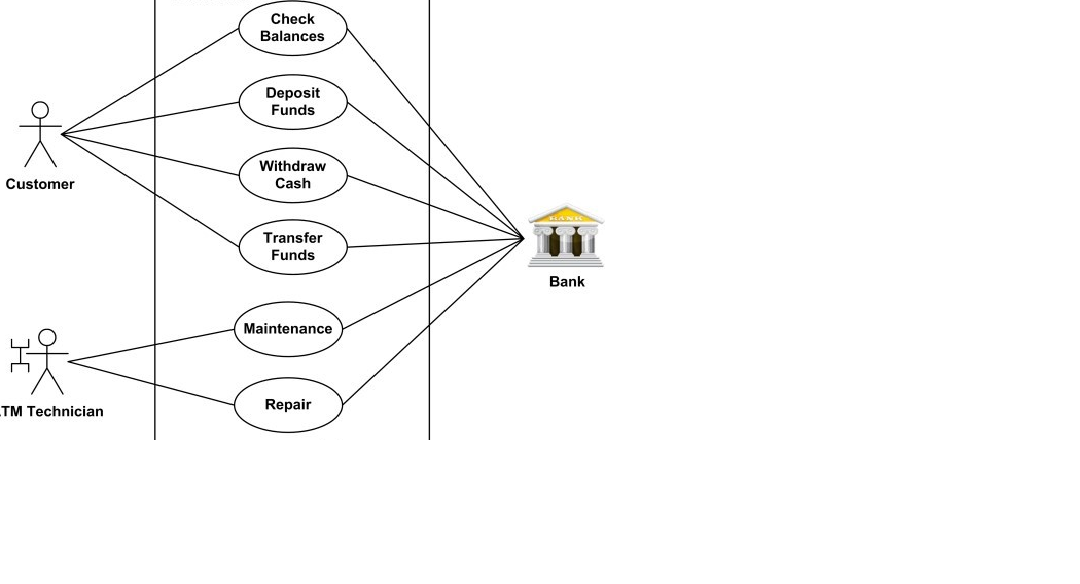 Check
Balances
Deposit
Funds
Withdraw
Cash
Customer
Transfer
Funds
BANK
Bank
Maintenance
Repair
TM Technician